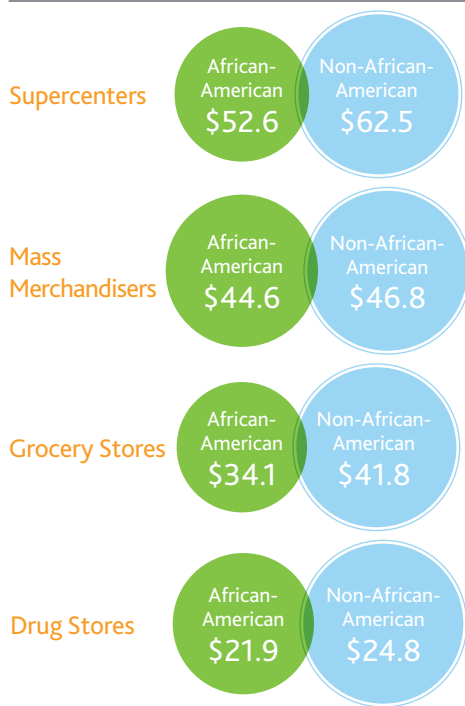 Supercenters
African-
American
$52.6
Non-African-
American
$62.5
Mass
Merchandisers
African-
American
$44.6
Non-African-
American
$46.8
Grocery Stores
African-
American
$34.1
Non-African-
American
$41.8
Drug Stores
African-
American
$21.9
Non-African-
American
$24.8